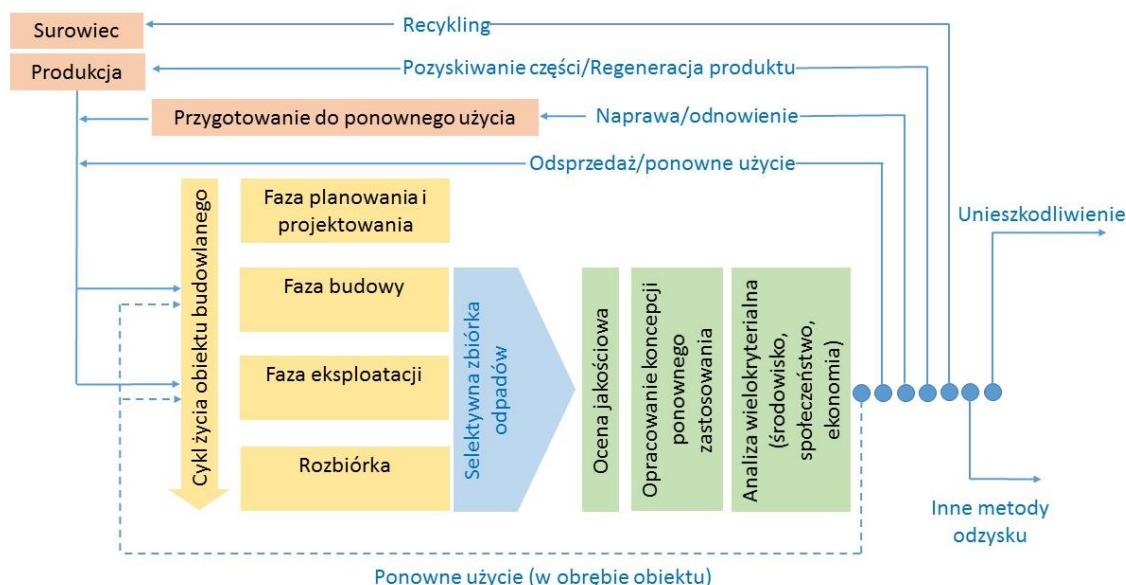 Surowiec
Recykling
Produkcja
Pozyskiwanie części/Regeneracja produktu
Przygotowanie do ponownego użycia
Naprawa/odnowienie
Odsprzedaż/ponowne użycie
Cykl życia obiektu budowlanego
Faza planowania i
projektowania
Faza budowy
Faza eksploatacji
Rozbiórka
Selektywna zbiórka
odpadów
Ocena jakościowa
Opracowanie koncepcji
ponownego
zastosowania
Analiza wielokryterialna
(środowisko,
społeczeństwo,
ekonomia)
Unieszkodliwienie
Inne metody
odzysku
Ponowne użycie (w obrębie obiektu)